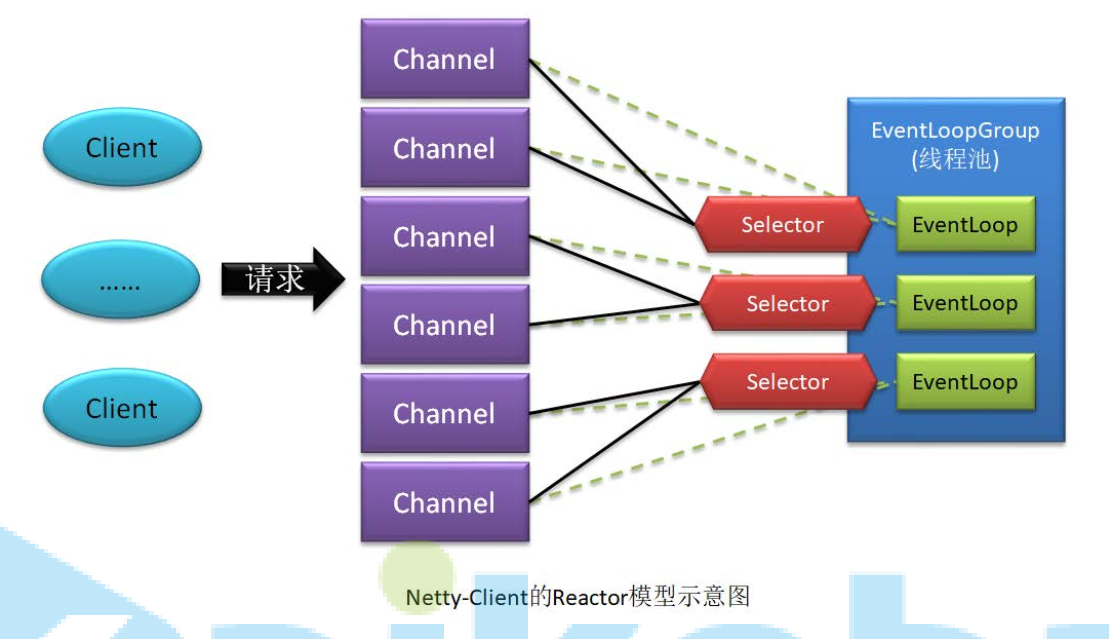 Client
……
Client
请求
Channel
Channel
Channel
Channel
Channel
Channel
Selector
Selector
Selector
EventLoopGroup
(线程池)
EventLoop
EventLoop
EventLoop
Netty-Client的Reactor模型示意图